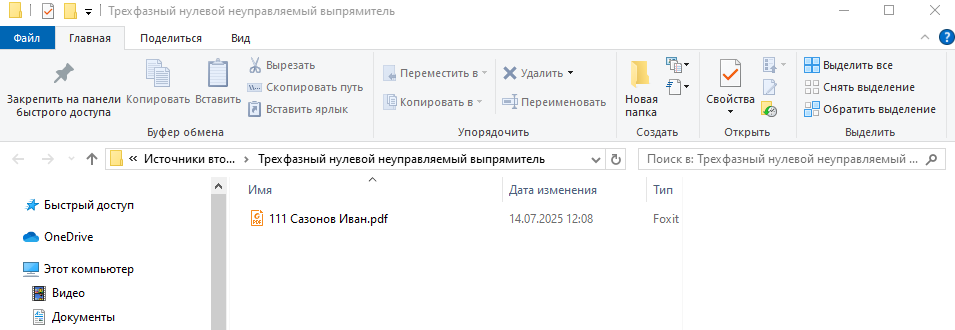 Трехфазный нулевой неуправляемый выпрямитель
Файл Главная Поделиться Вид
Закрепить на панели быстрого доступа
Копировать
Вставить
Вырезать
Скопировать путь
Вставить ярлык
Переместить в
Копировать в
Удалить
Переименовать
Новая папка
Свойства
Выделить все
Снять выделение
Обратить выделение
Буфер обмена Упорядочить Создать Открыть Выделить
« Источники вто... > Трехфазный нулевой неуправляемый выпрямитель
Поиск в: Трехфазный нулевой неуправляемый ...
Имя Дата изменения Тип
111 Сазонов Иван.pdf 14.07.2025 12:08 Foxit
Быстрый доступ
OneDrive
Этот компьютер
Видео
Документы